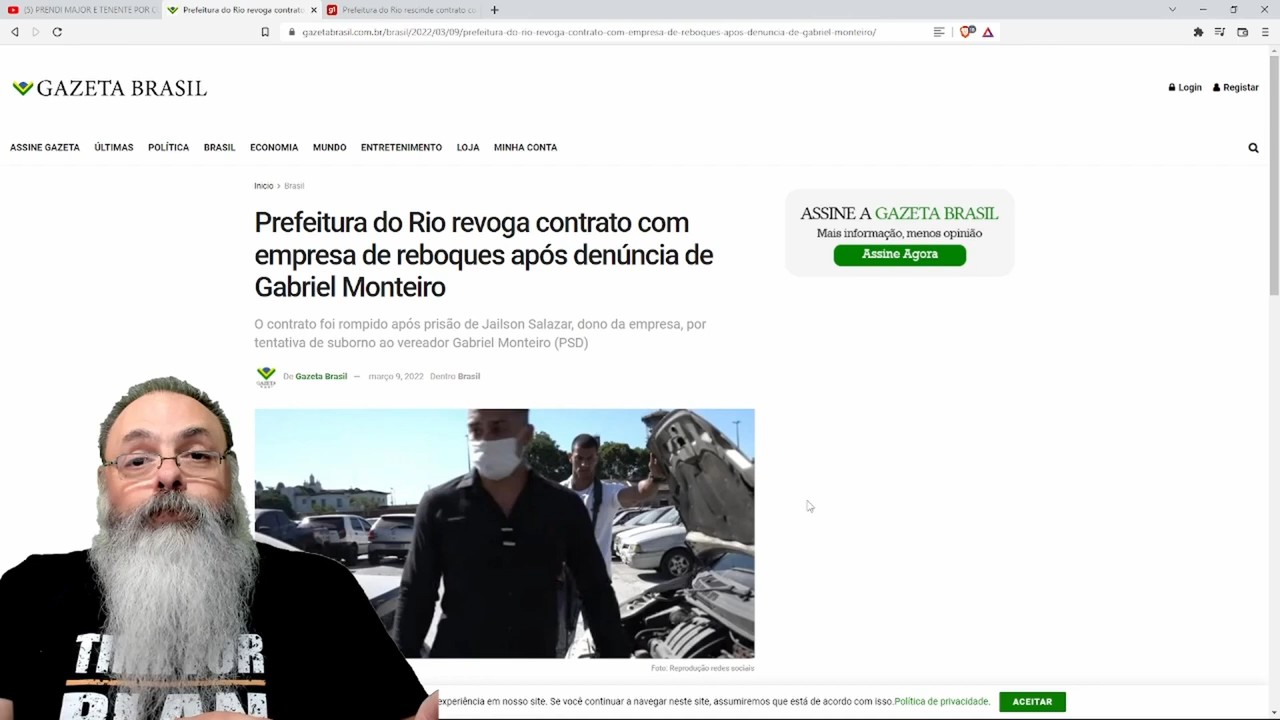 (5) PRENDI MAJOR E TENENTE POR
Prefeitura do Rio revoga contrato
Prefeitura do Rio rescinde contrato co
gazetabrasil.com.br/brasil/2022/03/09/prefeitura-do-rio-revoga-contrato-com-empresa-de-reboques-apos-denuncia-de-gabriel-monteiro/
GAZETA BRASIL
Login
Registar
ASSINE GAZETA ÚLTIMAS POLÍTICA BRASIL ECONOMIA MUNDO ENTRETENIMENTO LOJA MINHA CONTA
Início > Brasil
Prefeitura do Rio revoga contrato com
empresa de reboques após denúncia de
Gabriel Monteiro
O contrato foi rompido após prisão de Jailson Salazar, dono da empresa, por
tentativa de suborno ao vereador Gabriel Monteiro (PSD)
De Gazeta Brasil — março 9, 2022 Dentro Brasil
ASSINE A GAZETA BRASIL
Mais informação, menos opinião
Assine Agora
Foto: Reprodução redes sociais
experiência em nosso site. Se você continuar a navegar neste site, assumiremos que está de acordo com isso.Política de privacidade.
ACEITAR